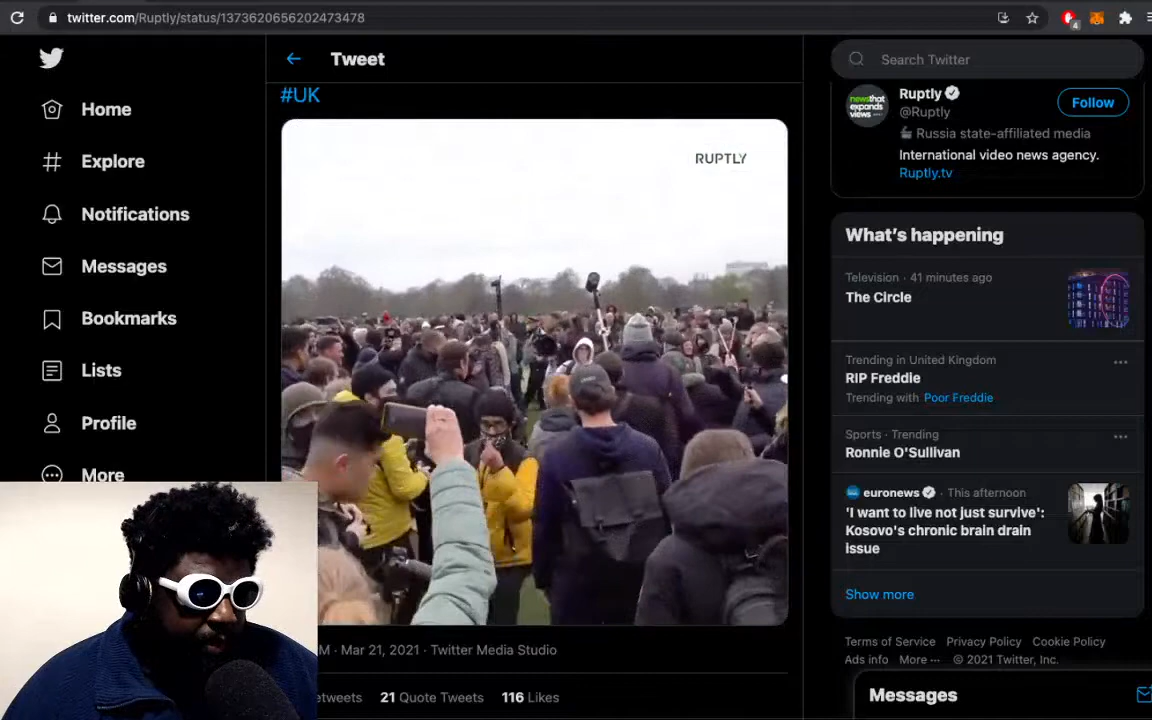 twitter.com/Ruptly/status/1373620656202473478
Tweet
Search Twitter
Home
Explore
Notifications
Messages
Bookmarks
Lists
Profile
More
#UK
RUPTLY
M · Mar 21, 2021 · Twitter Media Studio
etweets 21 Quote Tweets 116 Likes
news that
expands
views
Ruptly
@Ruptly
Follow
Russia state-affiliated media
International video news agency.
Ruptly.tv
What's happening
Television · 41 minutes ago
The Circle
Trending in United Kingdom
RIP Freddie
Trending with Poor Freddie
Sports · Trending
Ronnie O'Sullivan
euronews · This afternoon
'I want to live not just survive':
Kosovo's chronic brain drain
issue
Show more
Terms of Service Privacy Policy Cookie Policy
Ads info More ··· © 2021 Twitter, Inc.
Messages
4